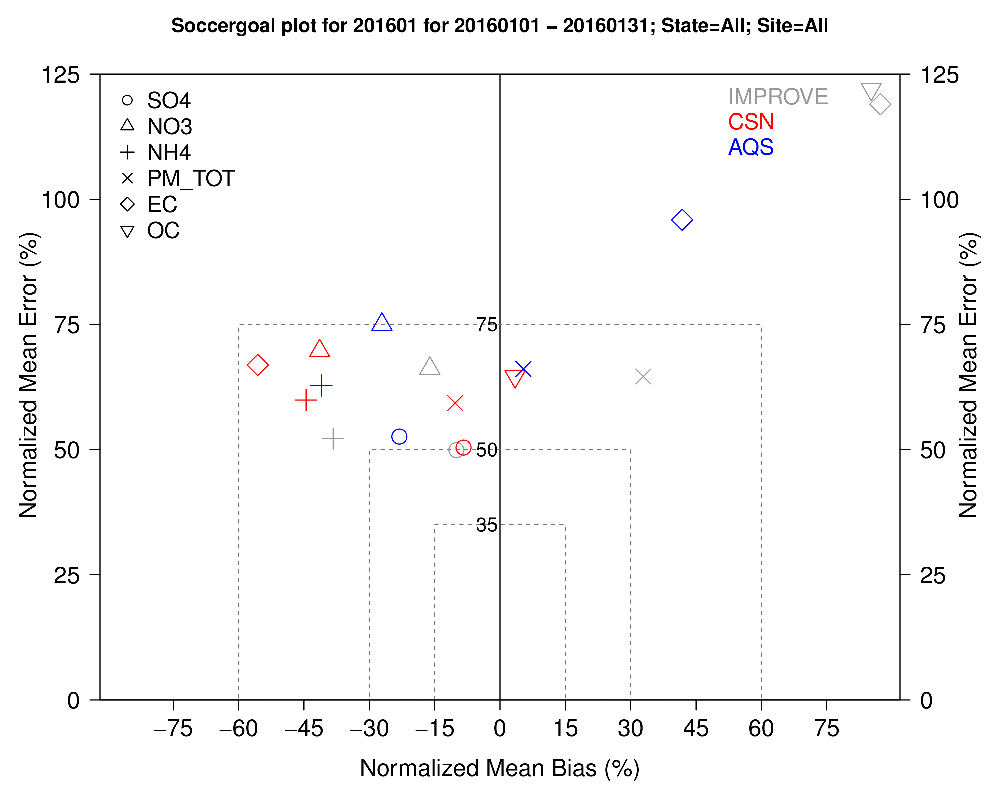 Soccergoal plot for 201601 for 20160101 − 20160131; State=All; Site=All
125
100
75
50
25
0
Normalized Mean Error (%)
SO4
NO3
NH4
PM_TOT
EC
OC
IMPROVE
CSN
AQS
75
50
35
125
100
75
50
25
0
Normalized Mean Error (%)
−75 −60 −45 −30 −15 0 15 30 45 60 75
Normalized Mean Bias (%)